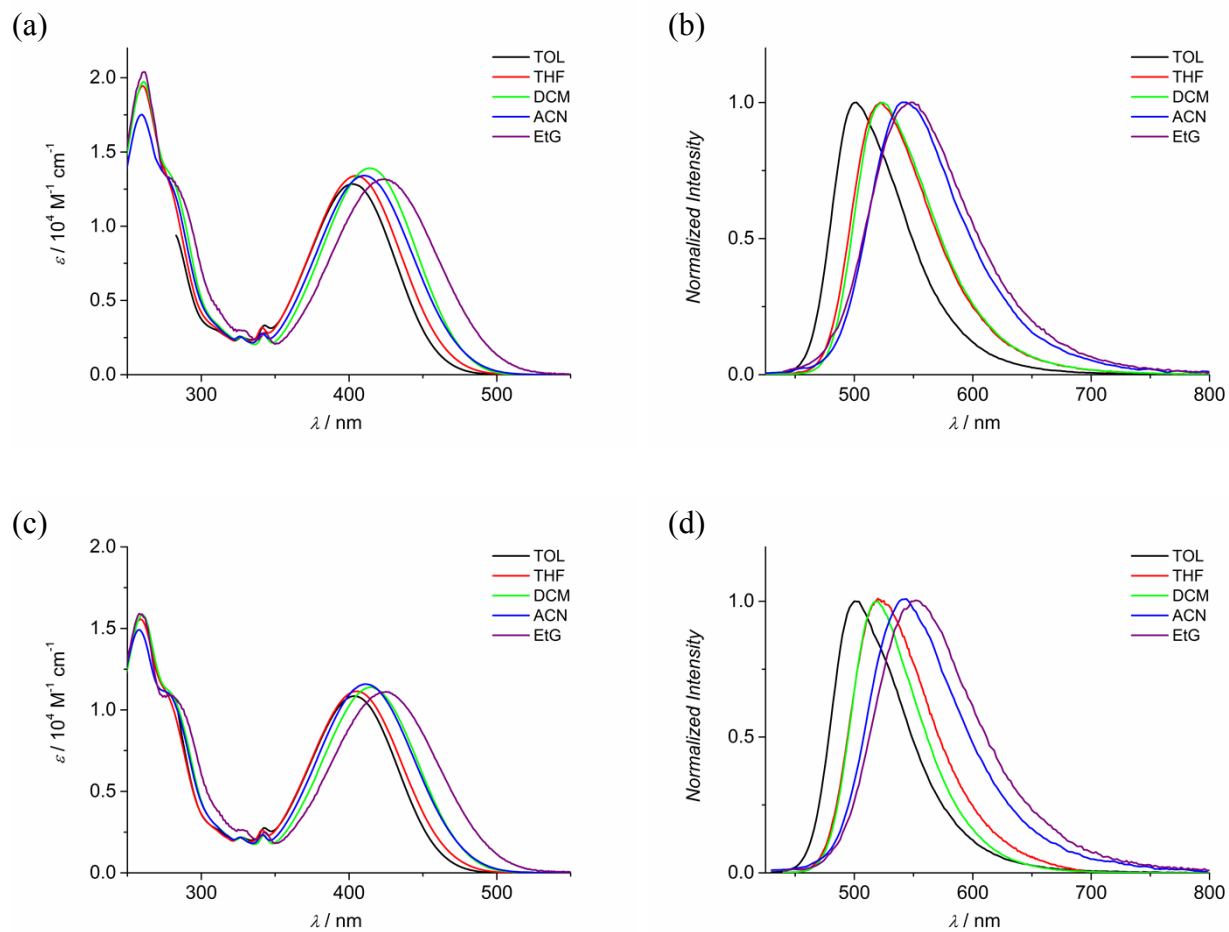 (a)
TOL
THF
DCM
ACN
EtG
2.0
1.5
1.0
0.5
0.0
ε / 10⁴ M⁻¹ cm⁻¹
300
400
500
λ / nm
(b)
TOL
THF
DCM
ACN
EtG
1.0
0.5
0.0
Normalized Intensity
500
600
700
800
λ / nm
(c)
TOL
THF
DCM
ACN
EtG
2.0
1.5
1.0
0.5
0.0
ε / 10⁴ M⁻¹ cm⁻¹
300
400
500
λ / nm
(d)
TOL
THF
DCM
ACN
EtG
1.0
0.5
0.0
Normalized Intensity
500
600
700
800
λ / nm